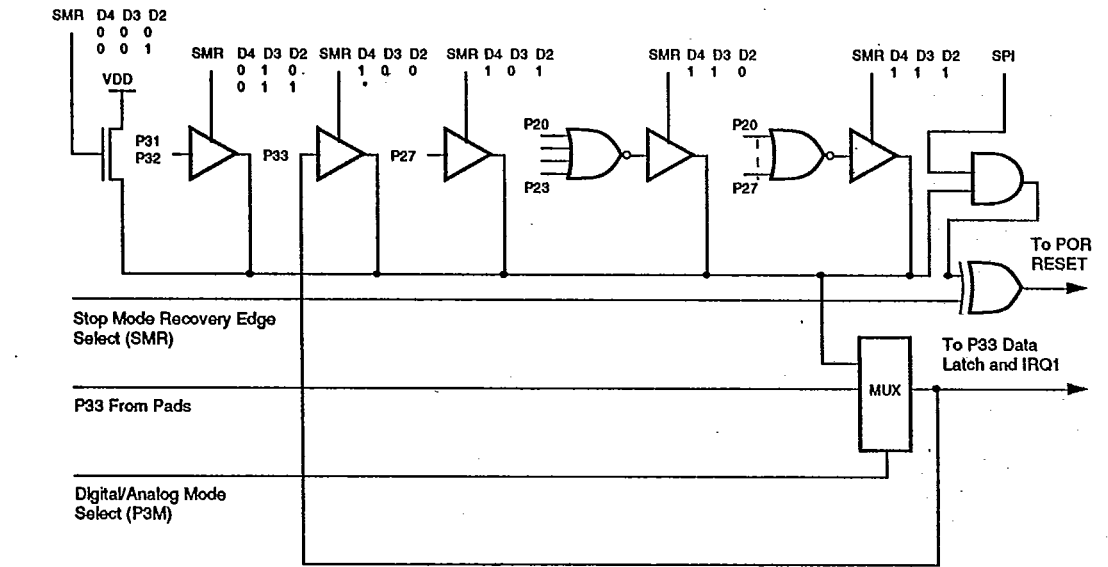 SMR D4 D3 D2
0 0 0
0 0 1
VDD
SMR D4 D3 D2
0 1 0
0 1 1
SMR D4 D3 D2
1 0 0
SMR D4 D3 D2
1 0 1
SMR D4 D3 D2
1 1 0
SMR D4 D3 D2
1 1 1
SPI
P31
P32
P33
P27
P20
P23
P20
P27
To POR
RESET
Stop Mode Recovery Edge
Select (SMR)
To P33 Data
Latch and IRQ1
MUX
P33 From Pads
Digital/Analog Mode
Select (P3M)